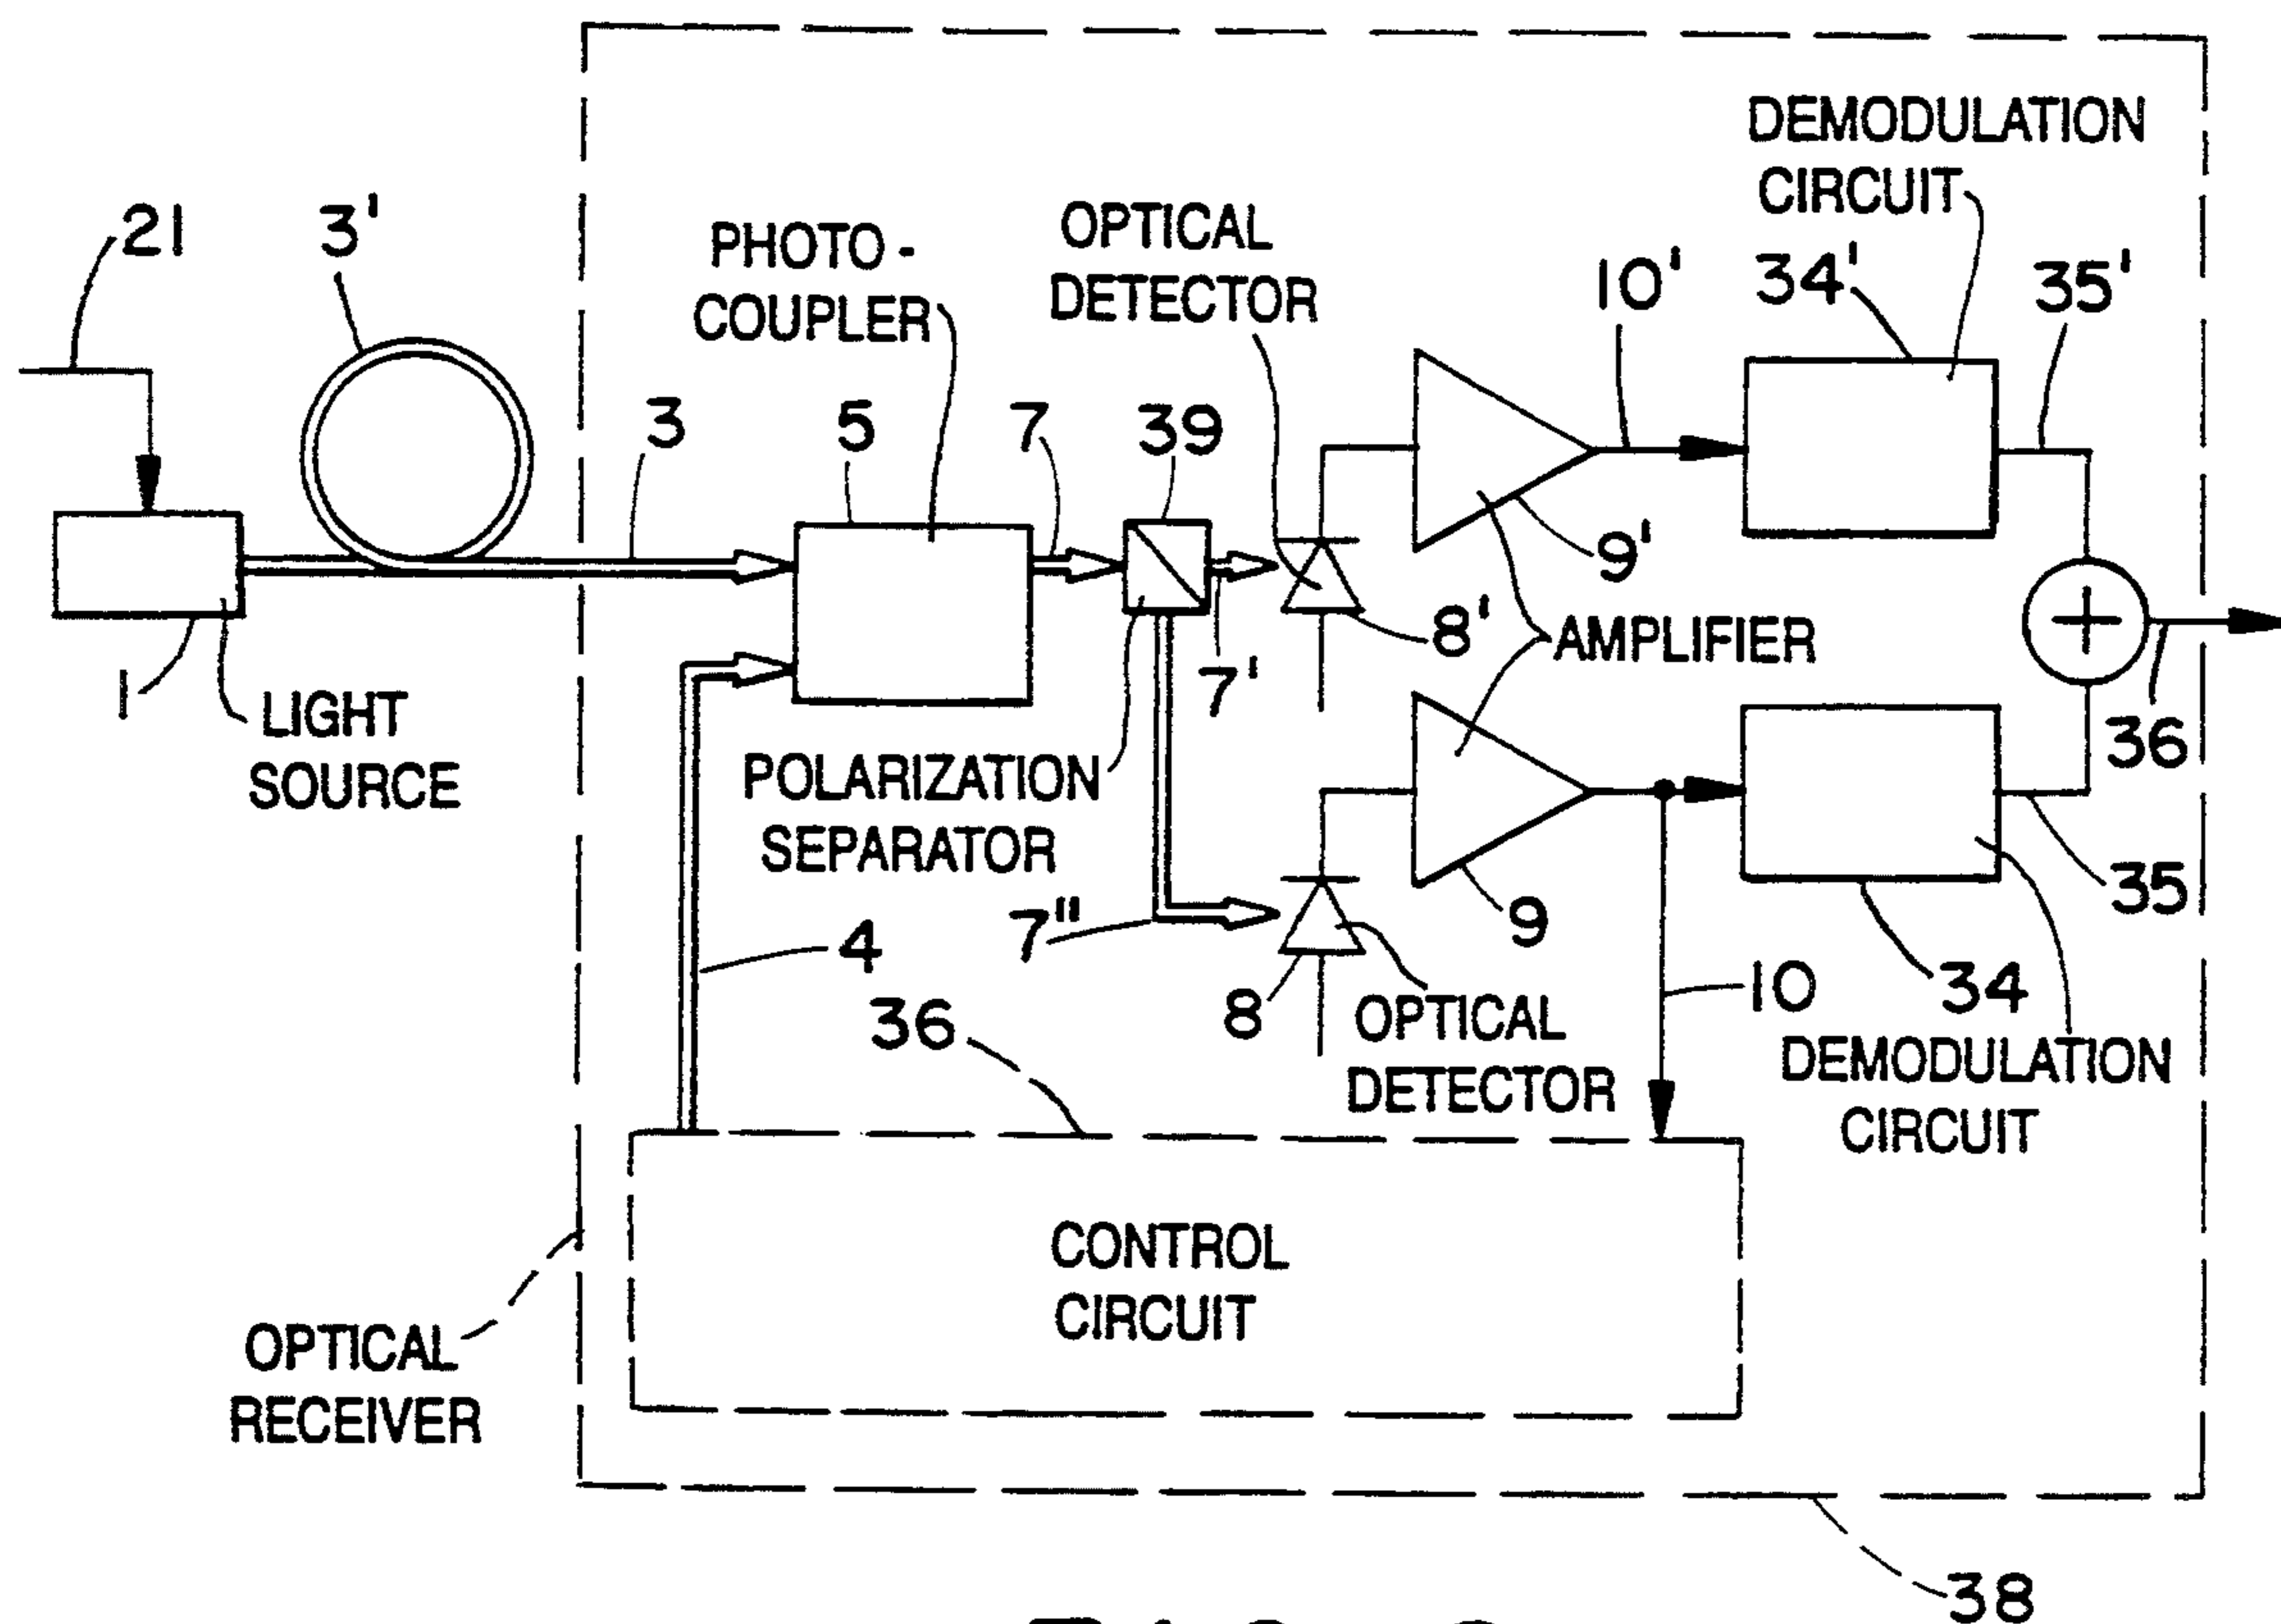 DEMODULATION
CIRCUIT
OPTICAL
DETECTOR
PHOTO -
COUPLER
21
3'
3
5
7
39
10'
34'
35'
9'
8'
AMPLIFIER
7'
1
LIGHT
SOURCE
POLARIZATION
SEPARATOR
36
35
7"
4
9
8
OPTICAL
DETECTOR
10
34
DEMODULATION
CIRCUIT
36
CONTROL
CIRCUIT
OPTICAL
RECEIVER
38